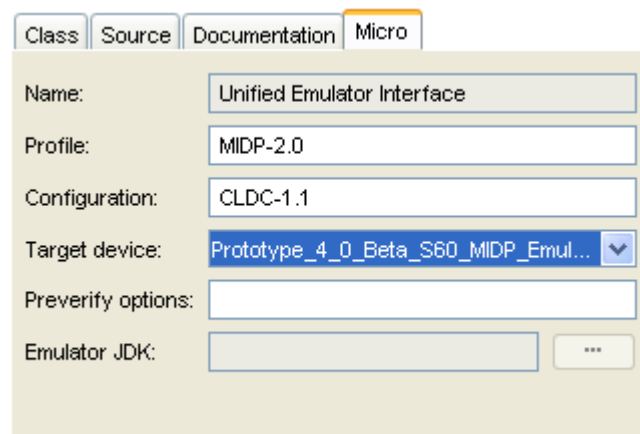 Class Source Documentation Micro
Name: Unified Emulator Interface
Profile: MIDP-2.0
Configuration: CLDC-1.1
Target device: Prototype_4_0_Beta_S60_MIDP_Emul...
Preverify options:
Emulator JDK: ...